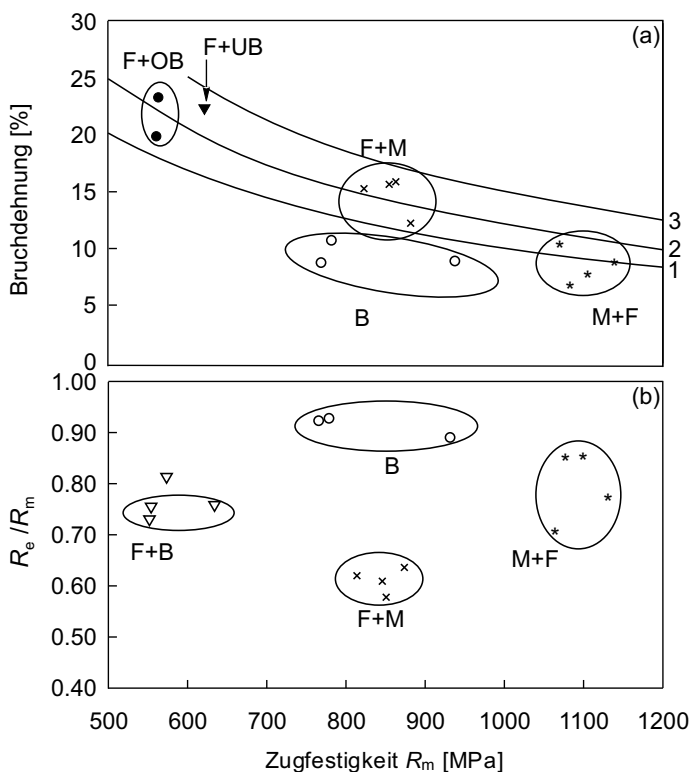 30
(a)
F+UB
F+OB
25
20
F+M
15
3
10
2
1
5
B
M+F
0
Bruchdehnung [%]
1.00
(b)
0.90
B
0.80
0.70
F+B
M+F
F+M
0.60
0.50
0.40
Re /Rm
500 600 700 800 900 1000 1100 1200
Zugfestigkeit Rm [MPa]